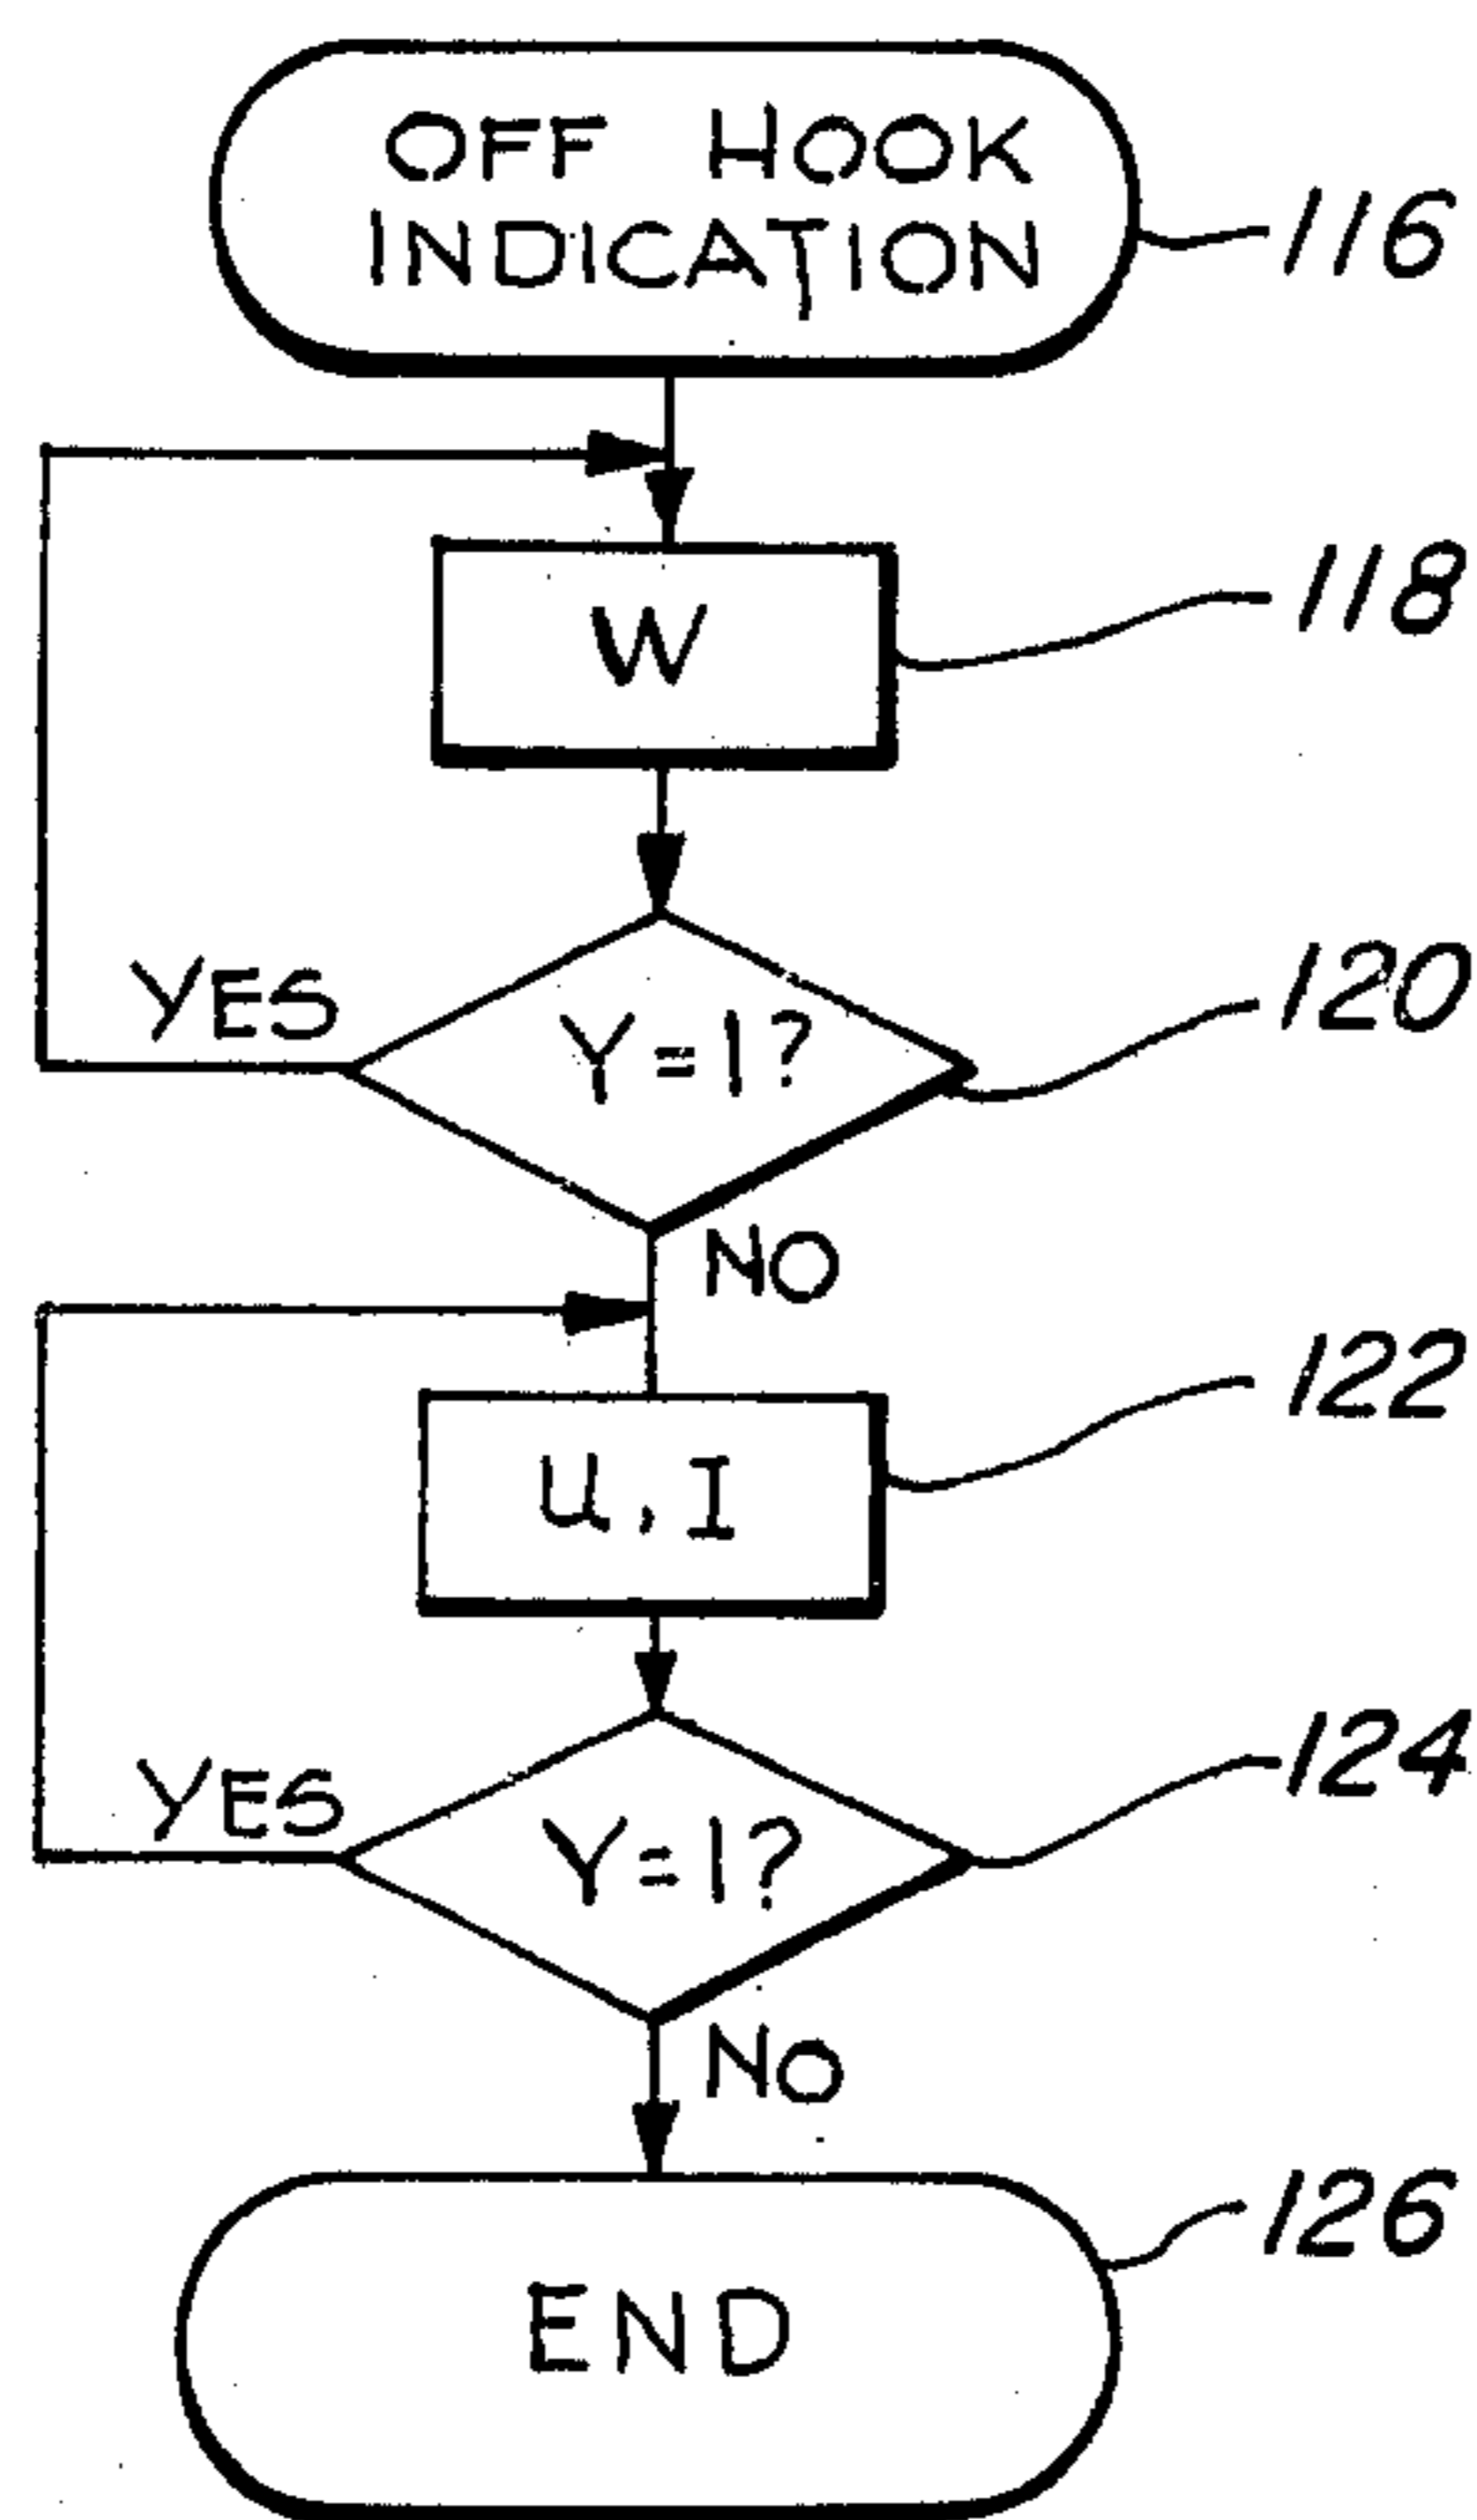 OFF HOOK
INDICATION
116
W
118
YES
Y=1?
120
NO
U, I
122
YES
Y=1?
124
NO
END
126